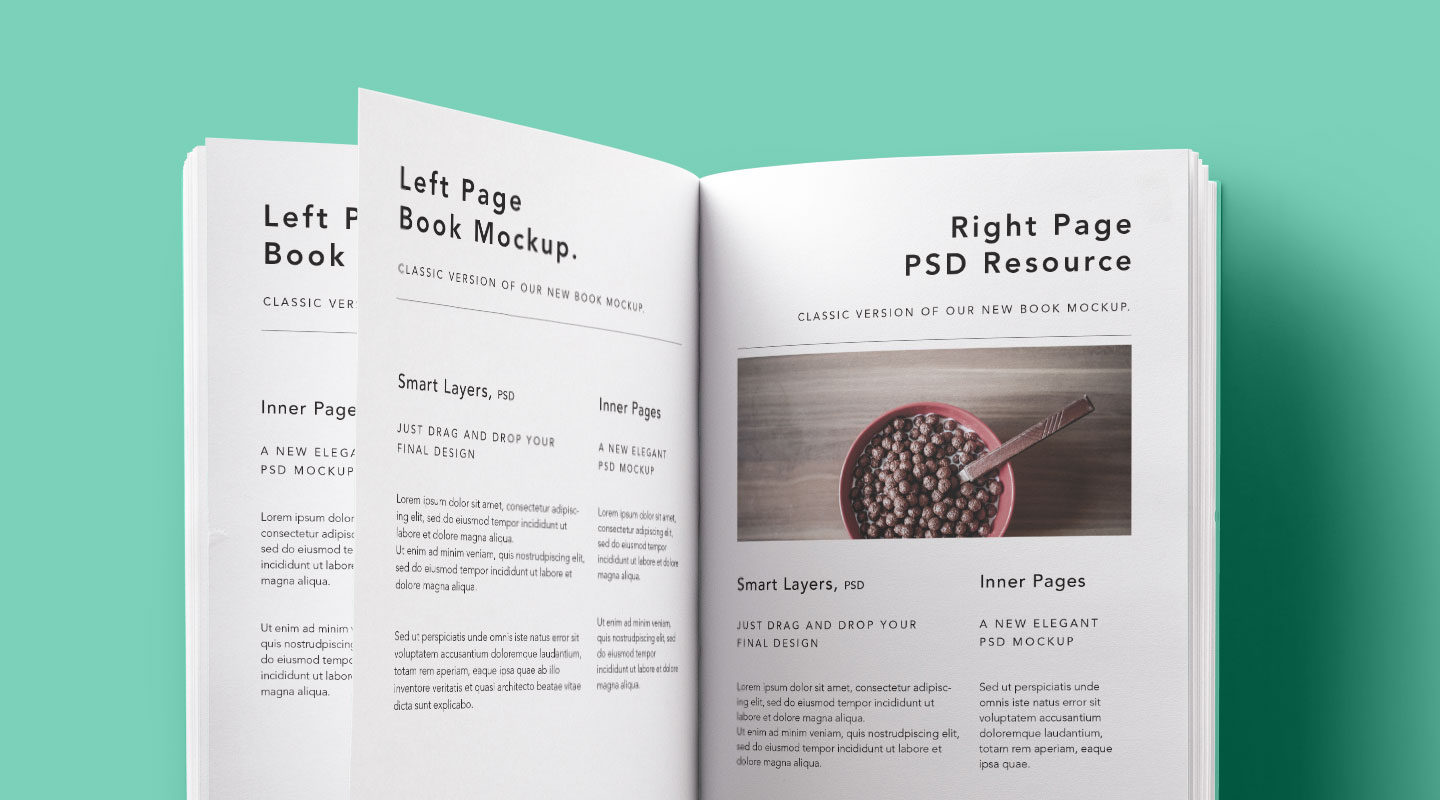 Left P
Book
CLASSIC VER
Inner Page
A NEW ELEGA
PSD MOCKUP
Lorem ipsum dolor
consectetur adipisc
sed do eiusmod te
incididunt ut labore
magna aliqua.
Ut enim ad minim v
quis nostrudpiscing
do eiusmod tempo
incididunt ut labore
magna aliqua.
Left Page
Book Mockup.
CLASSIC VERSION OF OUR NEW BOOK MOCKUP.
Smart Layers, PSD
JUST DRAG AND DROP YOUR
FINAL DESIGN
Lorem ipsum dolor sit amet, consectetur adipisc-
ing elit, sed do eiusmod tempor incididunt ut
labore et dolore magna aliqua.
Ut enim ad minim veniam, quis nostrudpiscing elit,
sed do eiusmod tempor incididunt ut labore et
dolore magna aliqua.
Sed ut perspiciatis unde omnis iste natus error sit
voluptatem accusantium doloremque laudantium,
totam rem aperiam, eaque ipsa quae ab illo
inventore veritatis et quasi architecto beatae vitae
dicta sunt explicabo.
Inner Pages
A NEW ELEGANT
PSD MOCKUP
Lorem ipsum dolor sit amet,
consectetur adipiscing elit,
sed do eiusmod tempor
incididunt ut labore et dolore
magna aliqua.
Ut enim ad minim veniam,
quis nostrudpiscing elit, sed
do eiusmod tempor
incididunt ut labore et dolore
magna aliqua.
Right Page
PSD Resource
CLASSIC VERSION OF OUR NEW BOOK MOCKUP.
Smart Layers, PSD
JUST DRAG AND DROP YOUR
FINAL DESIGN
Lorem ipsum dolor sit amet, consectetur adipisc-
ing elit, sed do eiusmod tempor incididunt ut
labore et dolore magna aliqua.
Ut enim ad minim veniam, quis nostrudpiscing elit,
sed do eiusmod tempor incididunt ut labore et
dolore magna aliqua.
Inner Pages
A NEW ELEGANT
PSD MOCKUP
Sed ut perspiciatis unde
omnis iste natus error sit
voluptatem accusantium
doloremque laudantium,
totam rem aperiam, eaque
ipsa quae.